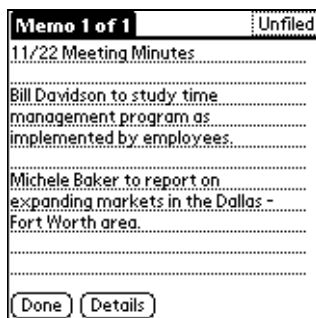 Memo 1 of 1
Unfiled
11/22 Meeting Minutes
Bill Davidson to study time
management program as
implemented by employees.
Michele Baker to report on
expanding markets in the Dallas -
Fort Worth area.
Done Details